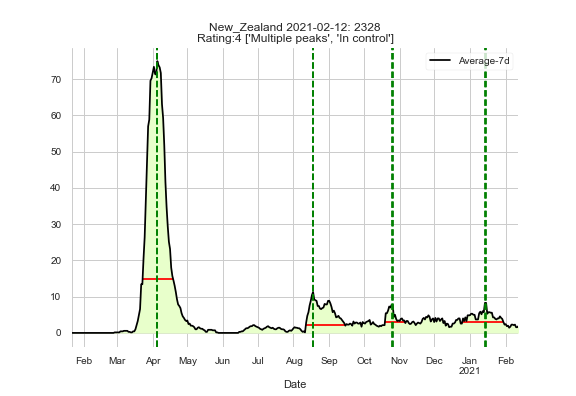 New_Zealand 2021-02-12: 2328
Rating:4 ['Multiple peaks', 'In control']
Average-7d
70
60
50
40
30
20
10
0
Feb Mar Apr May Jun Jul Aug Sep Oct Nov Dec Jan Feb
2021
Date